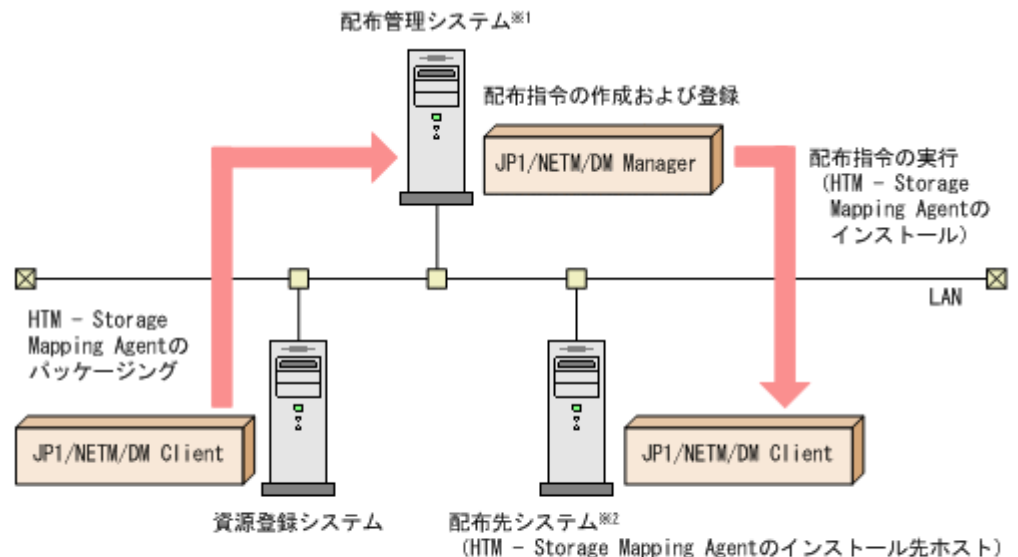 配布管理システム※1
配布指令の作成および登録
JP1/NETM/DM Manager
配布指令の実行
(HTM - Storage
Mapping Agentの
インストール)
LAN
HTM - Storage
Mapping Agentの
パッケージング
JP1/NETM/DM Client
JP1/NETM/DM Client
資源登録システム
配布先システム※2
(HTM - Storage Mapping Agentのインストール先ホスト)